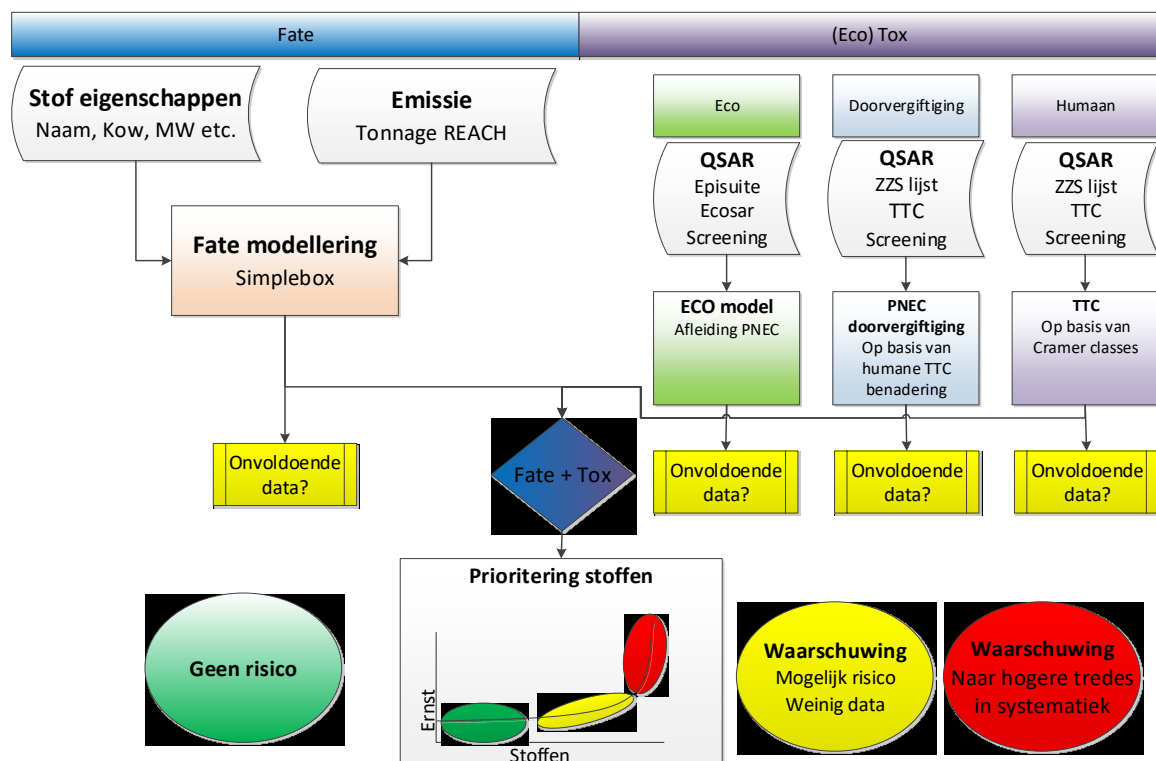 Fate
(Eco) Tox
Stof eigenschappen
Naam, Kow, MW etc.
Emissie
Tonnage REACH
Eco
Doorvergiftiging
Humaan
QSAR
Episuite
Ecosar
Screening
QSAR
ZZS lijst
TTC
Screening
QSAR
ZZS lijst
TTC
Screening
Fate modellering
Simplebox
ECO model
Afleiding PNEC
PNEC
doorvergiftiging
Op basis van
humane TTC
benadering
TTC
Op basis van
Cramer classes
Onvoldoende
data?
Fate + Tox
Onvoldoende
data?
Onvoldoende
data?
Onvoldoende
data?
Prioritering stoffen
Ernst
Stoffen
Geen risico
Waarschuwing
Mogelijk risico
Weinig data
Waarschuwing
Naar hogere tredes
in systematiek